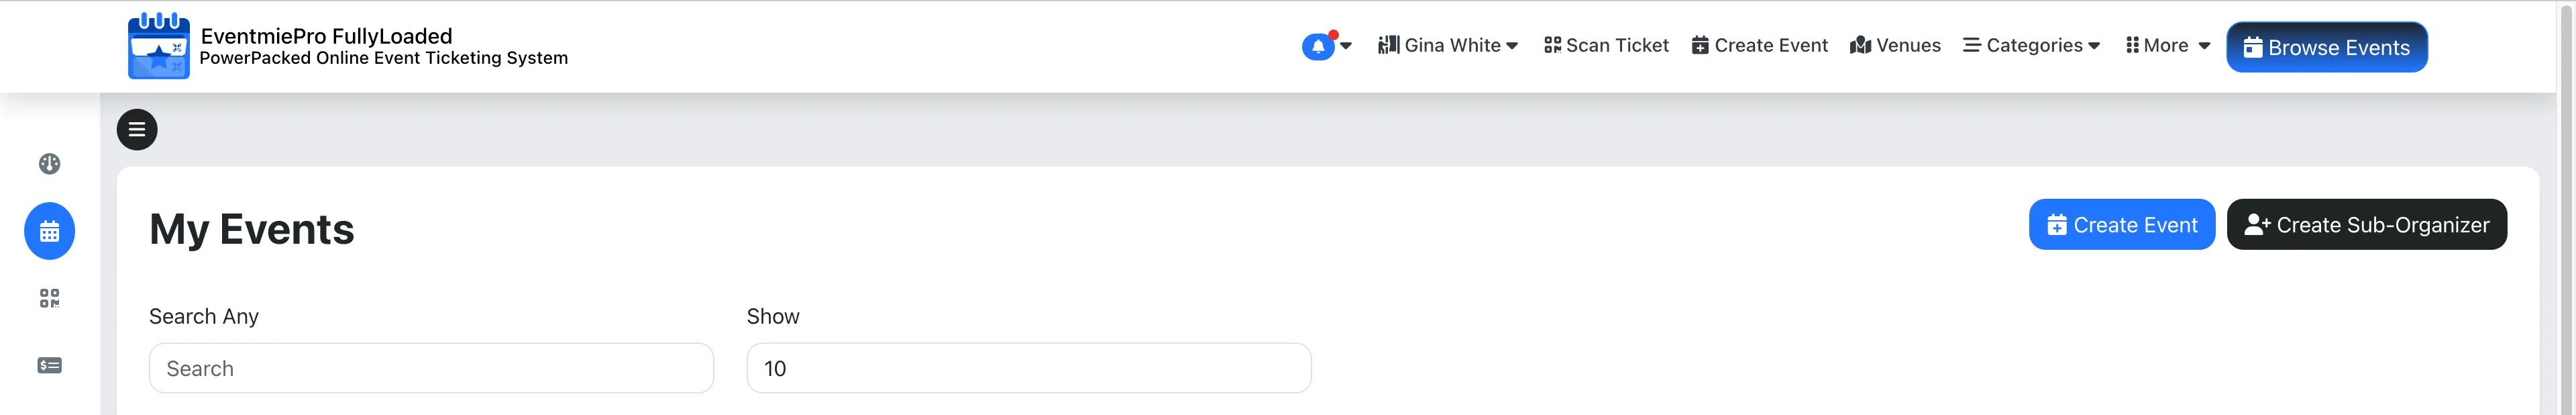 EventmiePro FullyLoaded
PowerPacked Online Event Ticketing System
Gina White
Scan Ticket
Create Event
Venues
Categories
More
Browse Events
My Events
Create Event
Create Sub-Organizer
Search Any
Show
Search
10